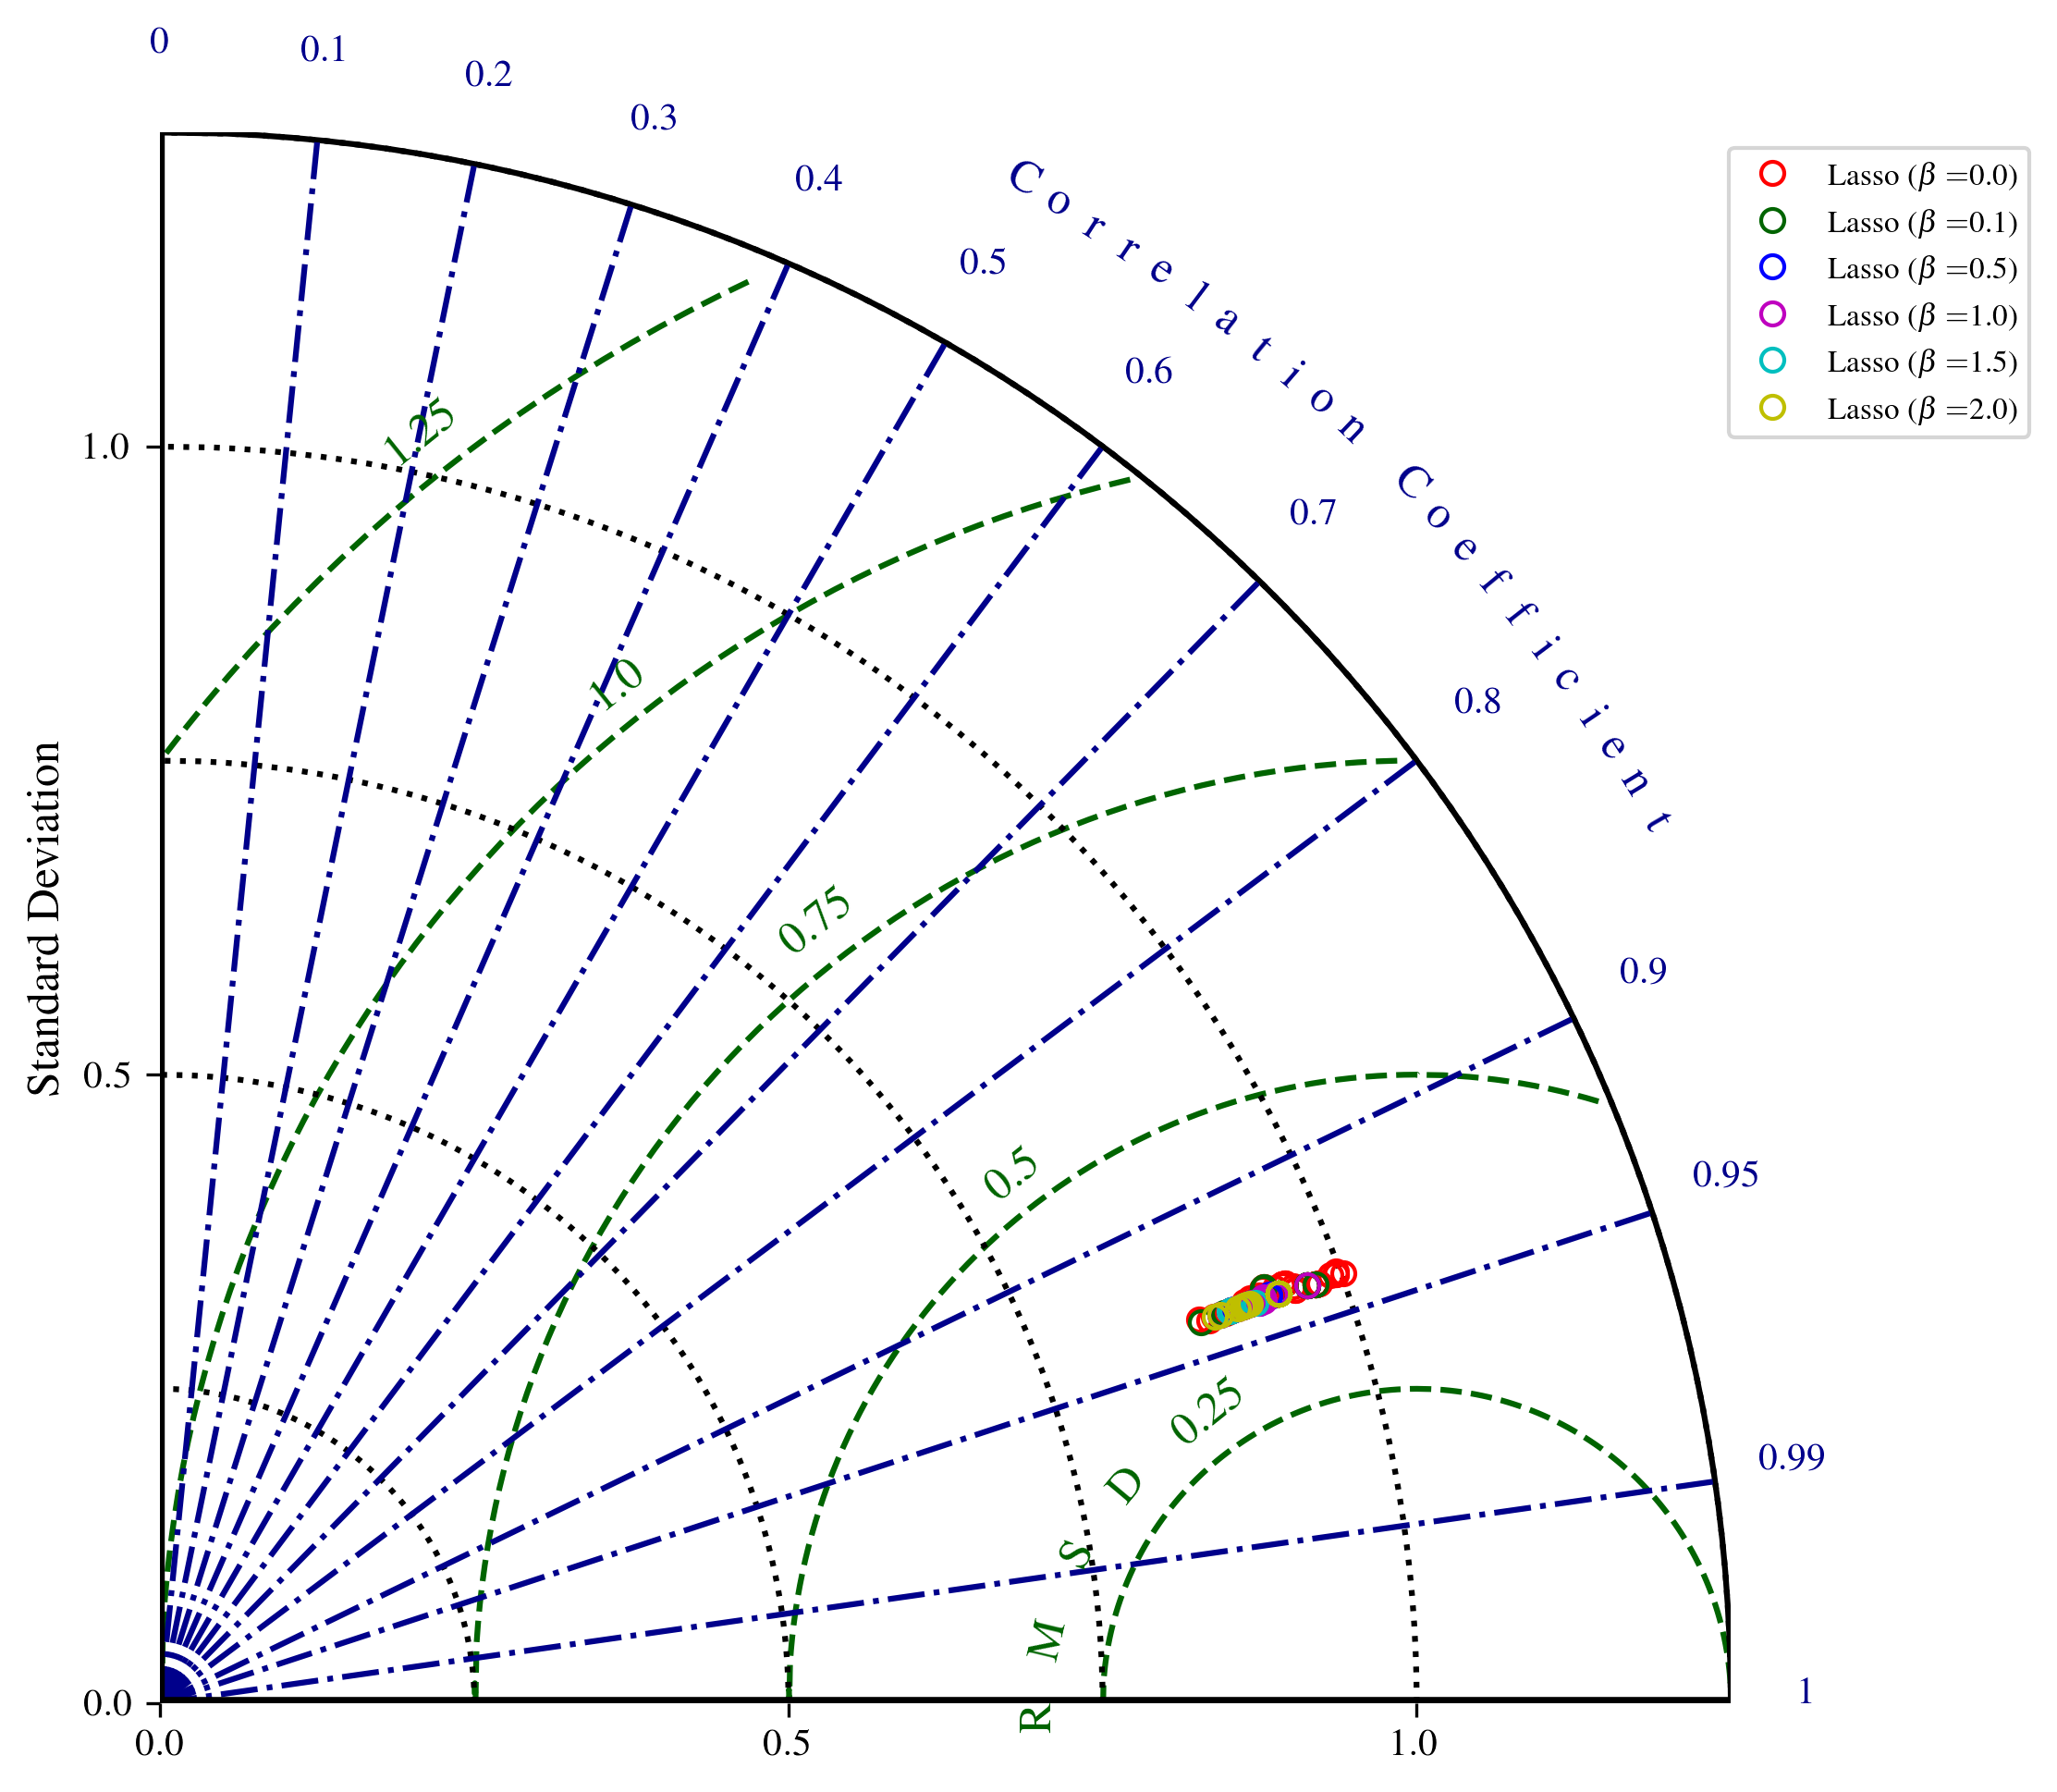 0
0.1
0.2
0.3
0.4
0.5
0.6
0.7
0.8
0.9
0.95
0.99
1
Correlation Coefficient
Lasso (β =0.0)
Lasso (β =0.1)
Lasso (β =0.5)
Lasso (β =1.0)
Lasso (β =1.5)
Lasso (β =2.0)
1.25
1.0
0.75
0.5
0.25
RMSD
Standard Deviation
1.0
0.5
0.0
0.0
0.5
1.0